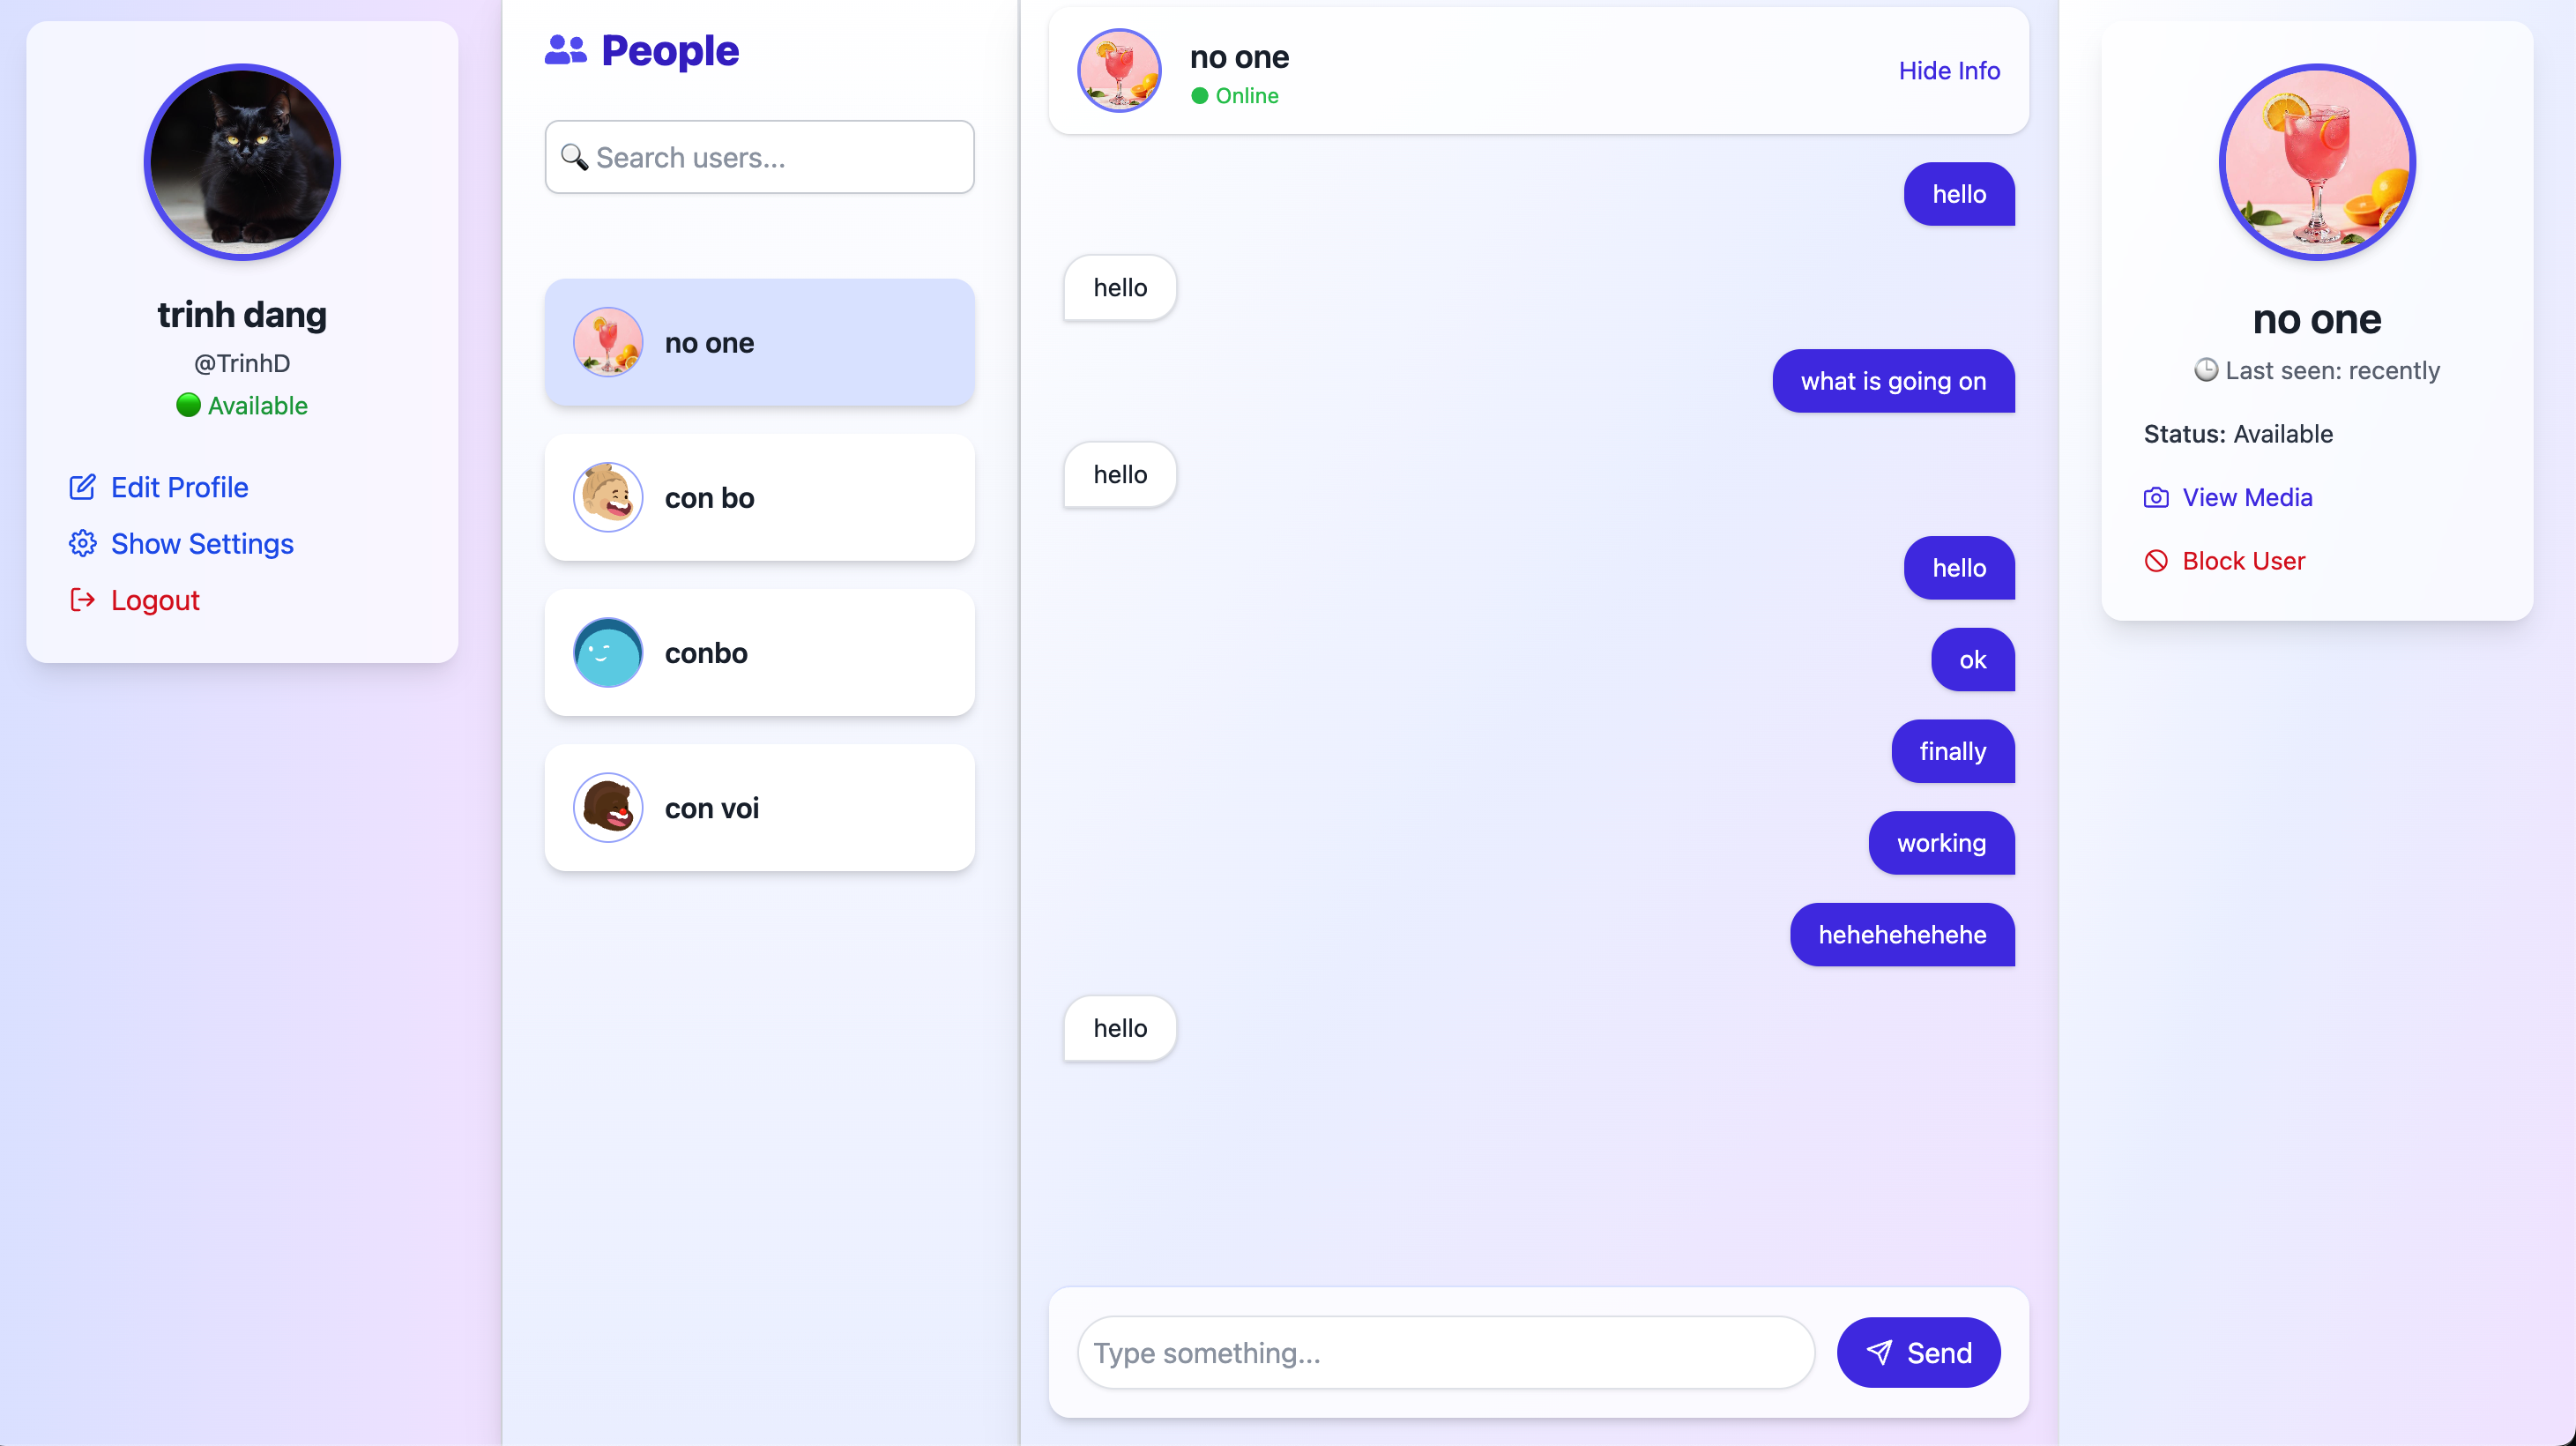 trinh dang
@TrinhD
Available
Edit Profile
Show Settings
Logout
People
Search users...
no one
con bo
conbo
con voi
no one
Online
Hide Info
hello
hello
what is going on
hello
hello
ok
finally
working
hehehehehehe
hello
Type something...
Send
no one
Last seen: recently
Status: Available
View Media
Block User